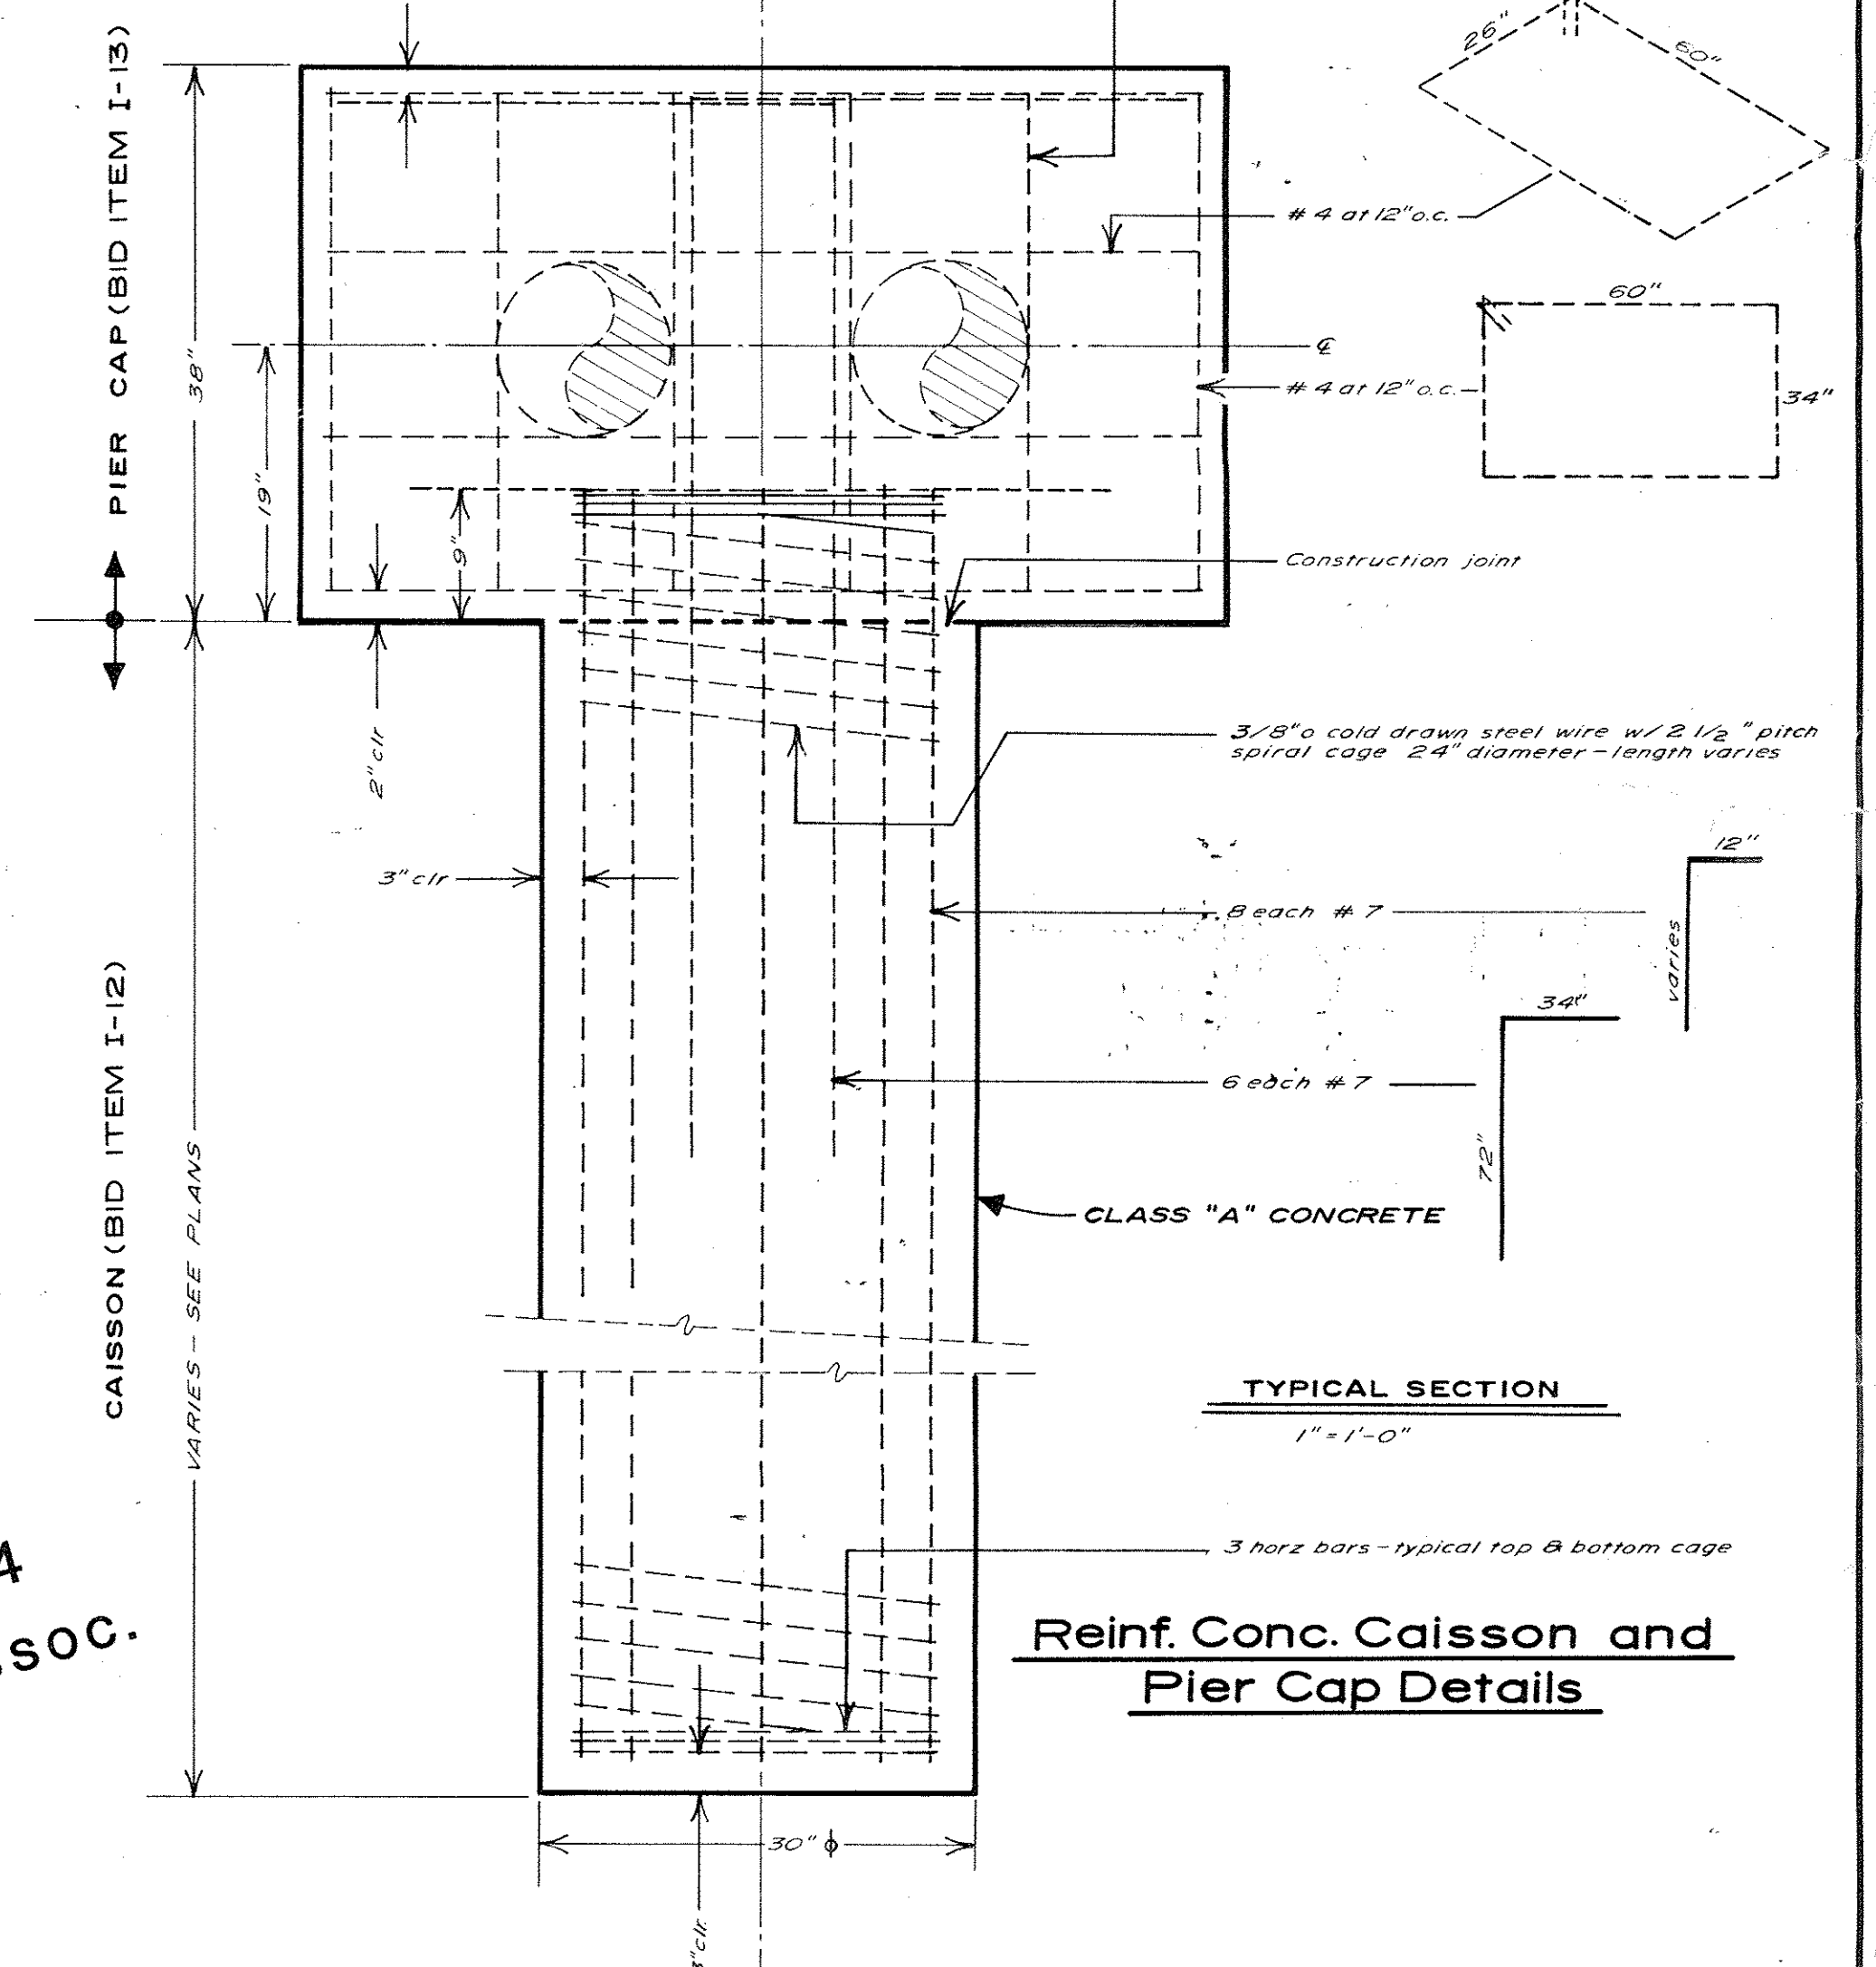 PIER CAP (BID ITEM I-13)
38"
19"
9"
2" clr
26"
60"
# 4 at 12" o.c.
60"
℄
# 4 at 12" o.c.
34"
Construction joint
3/8"o cold drawn steel wire w/ 2 1/2 " pitch
spiral cage 24" diameter - length varies
3" clr
12"
8 each # 7
varies
34"
6 each # 7
72"
CAISSON (BID ITEM I-12)
VARIES - SEE PLANS
CLASS "A" CONCRETE
TYPICAL SECTION
1" = 1'-0"
3 horz bars - typical top & bottom cage
4
SOC.
Reinf. Conc. Caisson and
Pier Cap Details
30" ϕ
3" clr.